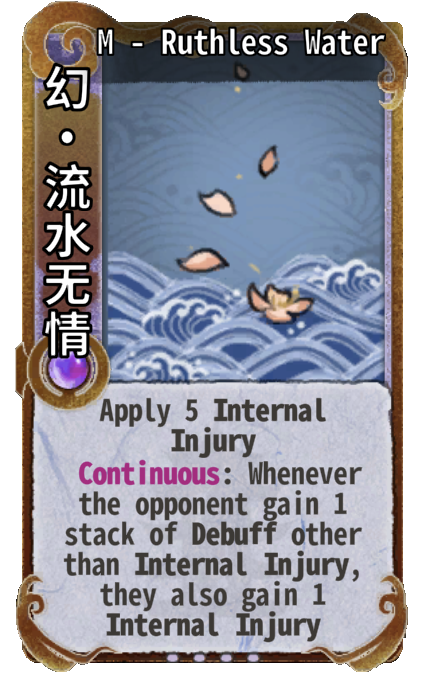 M - Ruthless Water
幻·流水无情
Apply 5 Internal
Injury
Continuous: Whenever
the opponent gain 1
stack of Debuff other
than Internal Injury,
they also gain 1
Internal Injury